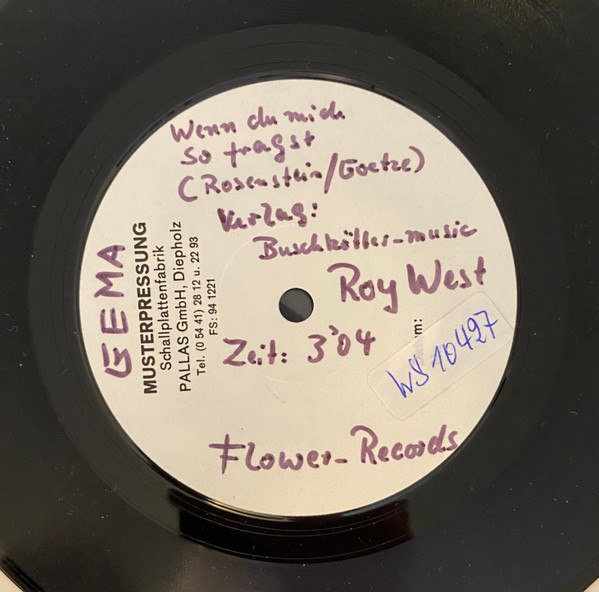 Wenn du mich
so fragst
(Rosenstein/Goetze)
Verlag:
Buschkötter-music
Roy West
Zeit: 3'04
Flower-Records
GEMA
MUSTERPRESSUNG
Schallplattenfabrik
PALLAS GmbH, Diepholz
Tel. (0 54 41) 28 12 u. 22 93
FS: 94 1221
WS 10497